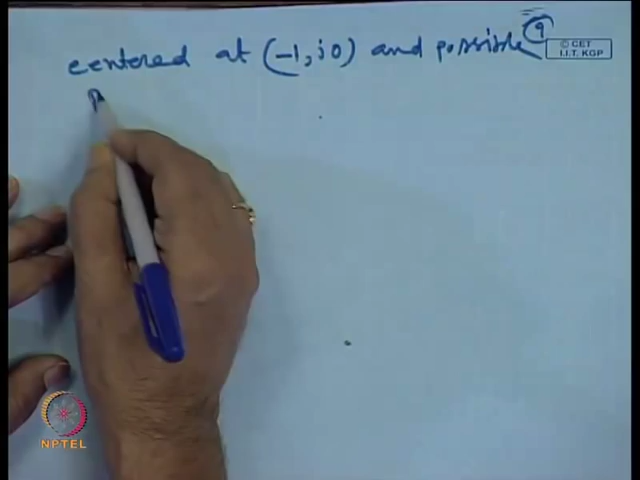 centered at (-1, i0) and possible
9
© CET
I.I.T. KGP
NPTEL